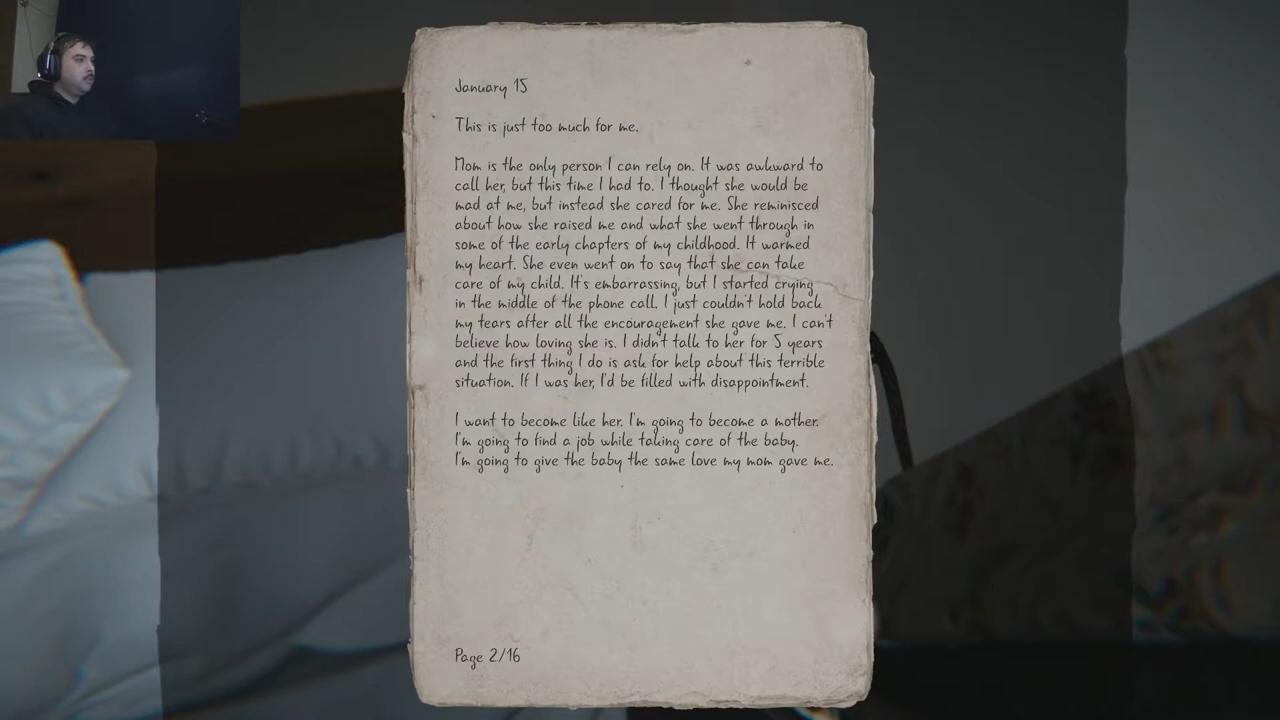 January 15
This is just too much for me.
Mom is the only person I can rely on. It was awkward to
call her, but this time I had to. I thought she would be
mad at me, but instead she cared for me. She reminisced
about how she raised me and what she went through in
some of the early chapters of my childhood. It warmed
my heart. She even went on to say that she can take
care of my child. It's embarrassing, but I started crying
in the middle of the phone call. I just couldn't hold back
my tears after all the encouragement she gave me. I can't
believe how loving she is. I didn't talk to her for 5 years
and the first thing I do is ask for help about this terrible
situation. If I was her, I'd be filled with disappointment.
I want to become like her. I'm going to become a mother.
I'm going to find a job while taking care of the baby.
I'm going to give the baby the same love my mom gave me.
Page 2/16